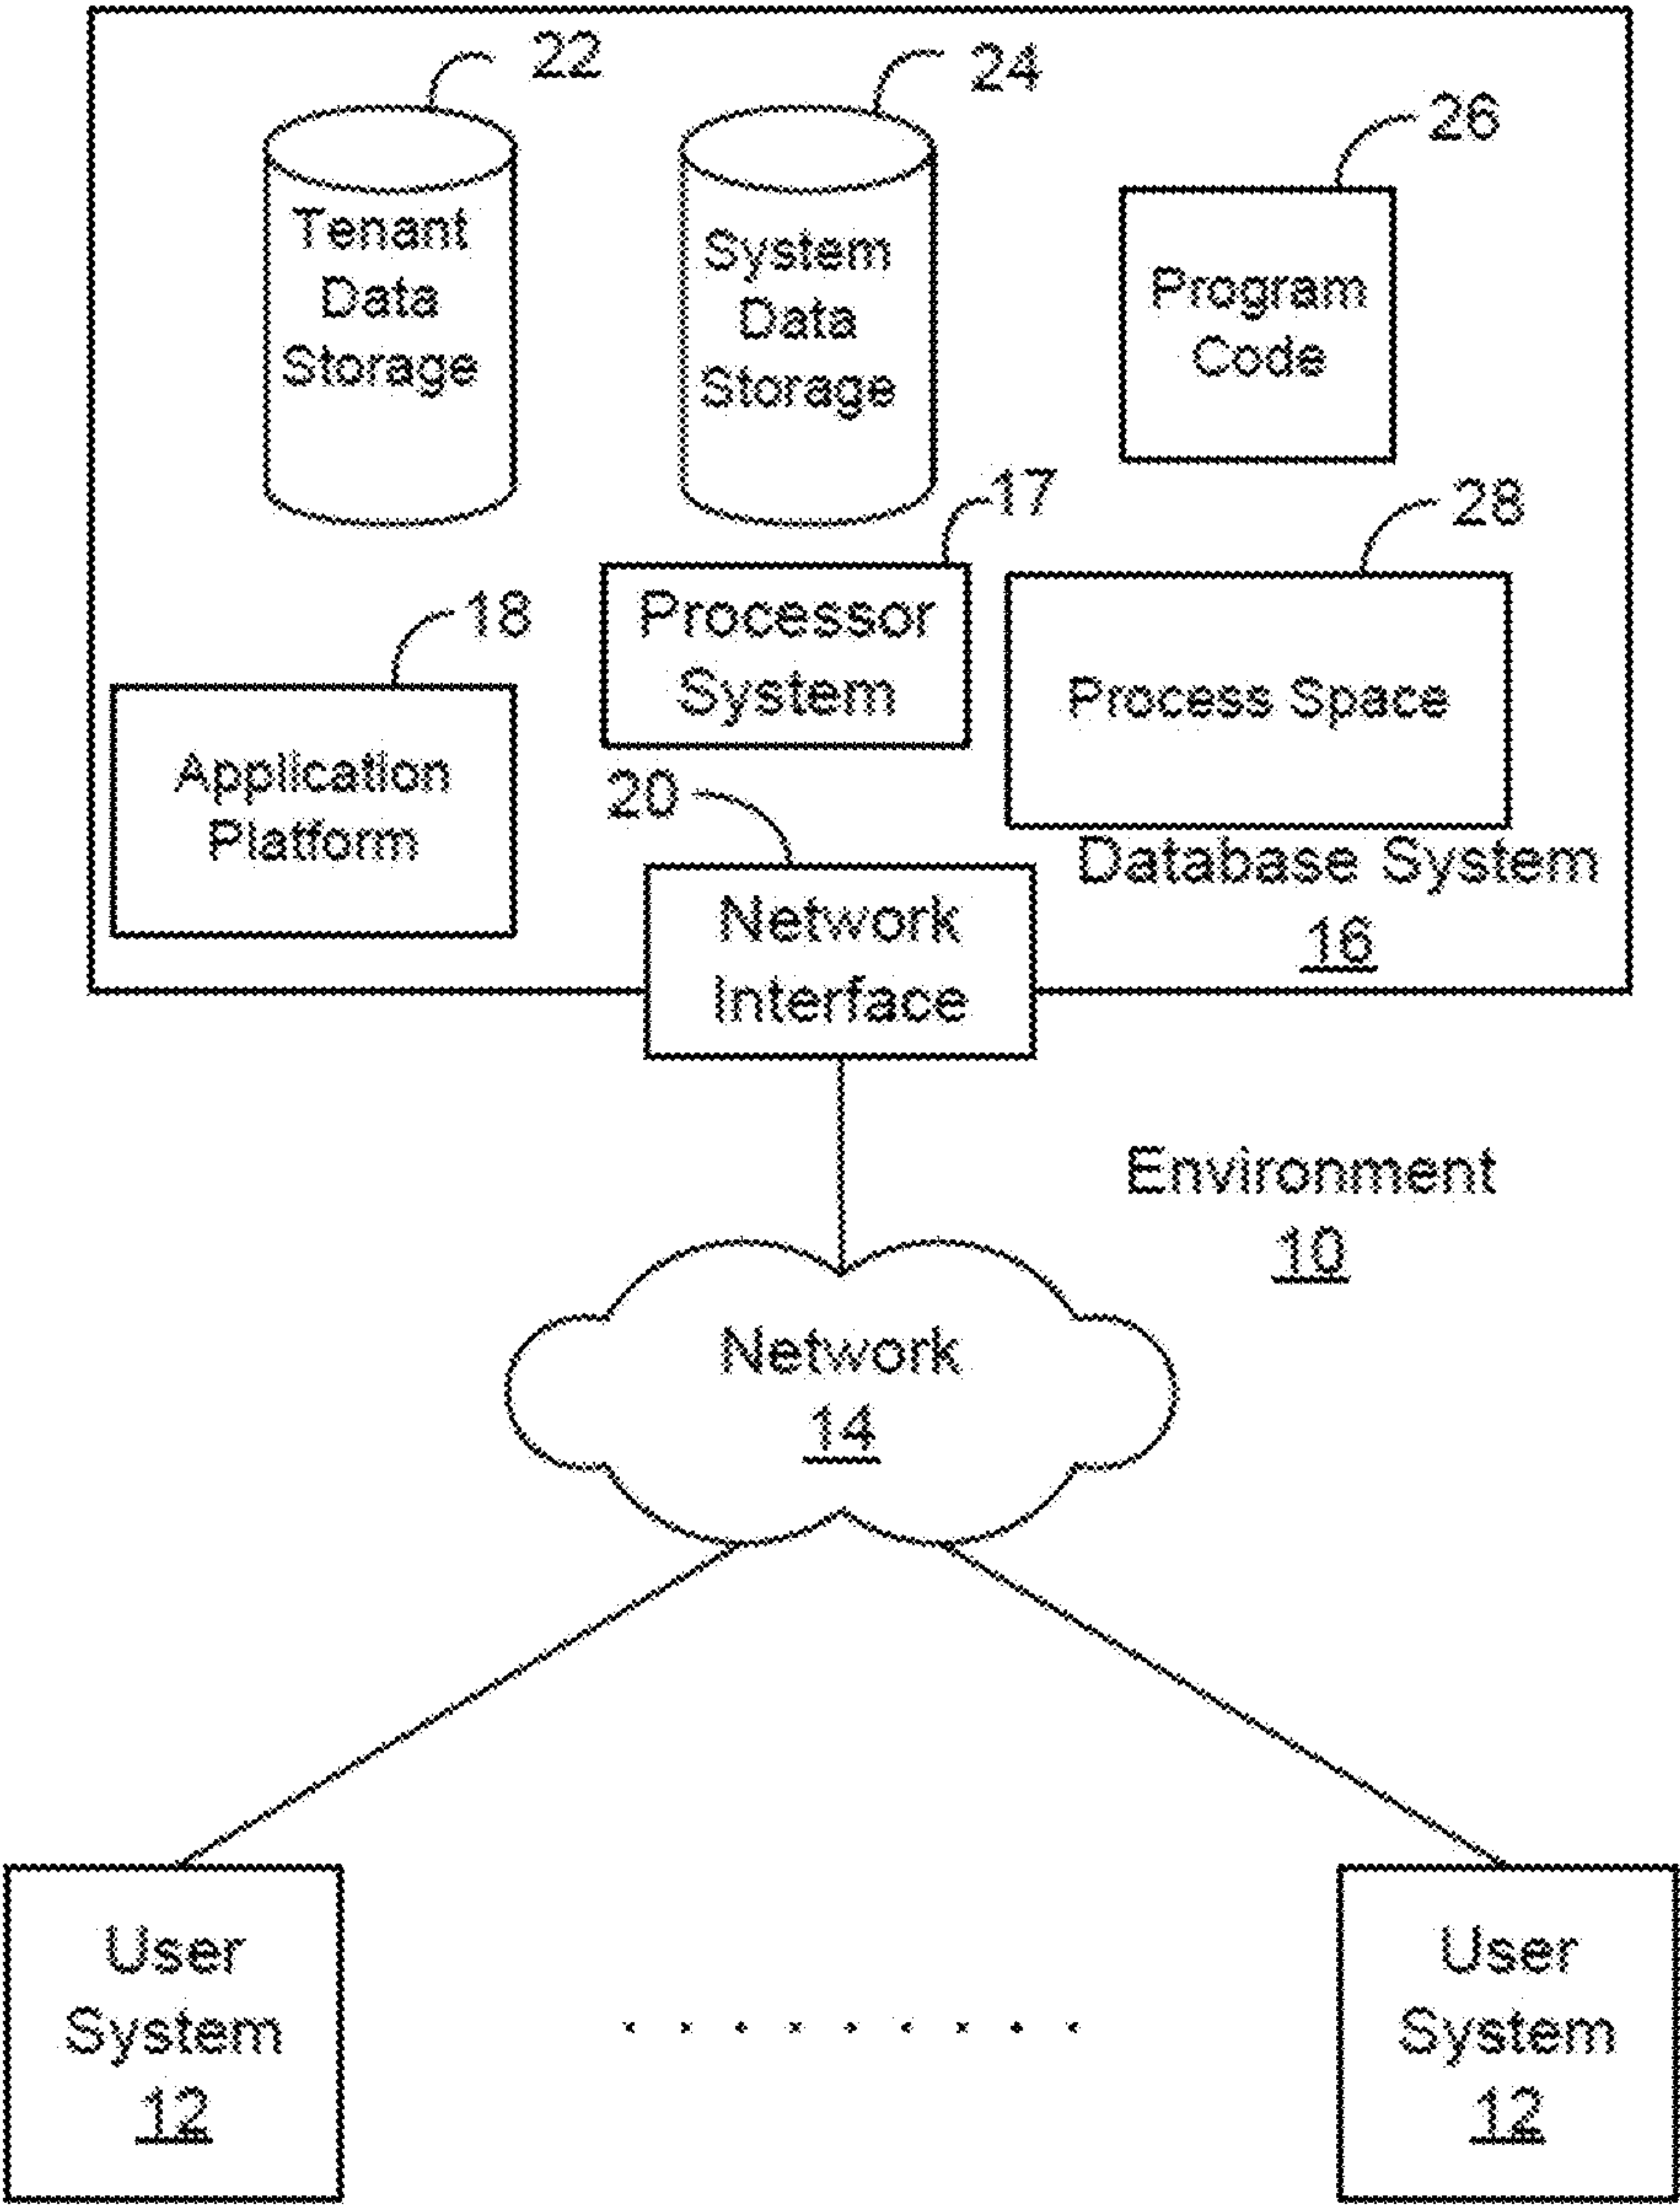 22
24
26
Tenant
Data
Storage
System
Data
Storage
Program
Code
17
28
18
Processor
System
Process Space
Application
Platform
20
Database System
16
Network
Interface
Environment
10
Network
14
User
System
12
.........
User
System
12